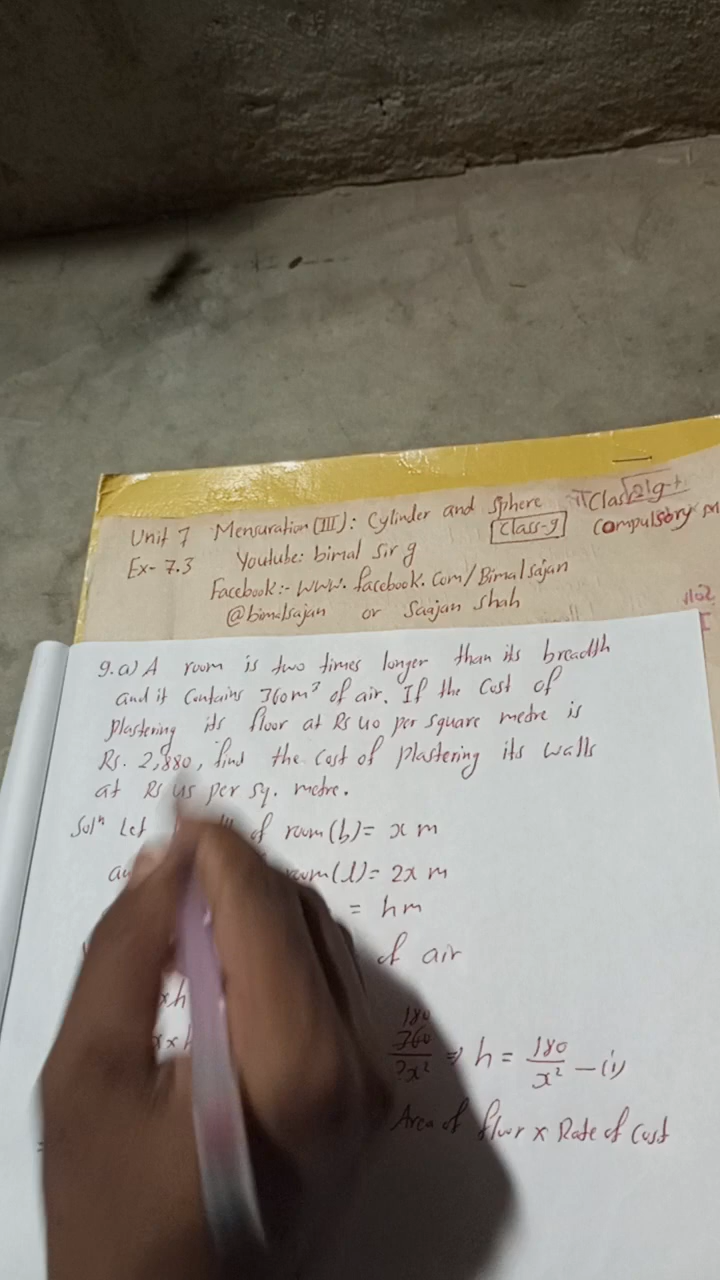 Unit 7 Mensuration (III): Cylinder and Sphere
Class-9 Compulsory
Ex- 7.3 Youtube: bimal sir g
Facebook:- www.facebook.com/Bimalsajan
@bimalsajan or Saajan Shah
9.a) A room is two times longer than its breadth
and it contains 360m³ of air. If the cost of
plastering its floor at Rs 40 per square metre is
Rs. 2,880, find the cost of plastering its walls
at Rs 45 per sq. metre.
Solⁿ Let of room (b) = x m
room (l) = 2x m
= hm
of air
xh
180
360
2x² ⇒ h = 180/x² - (i)
Area of floor x Rate of cost